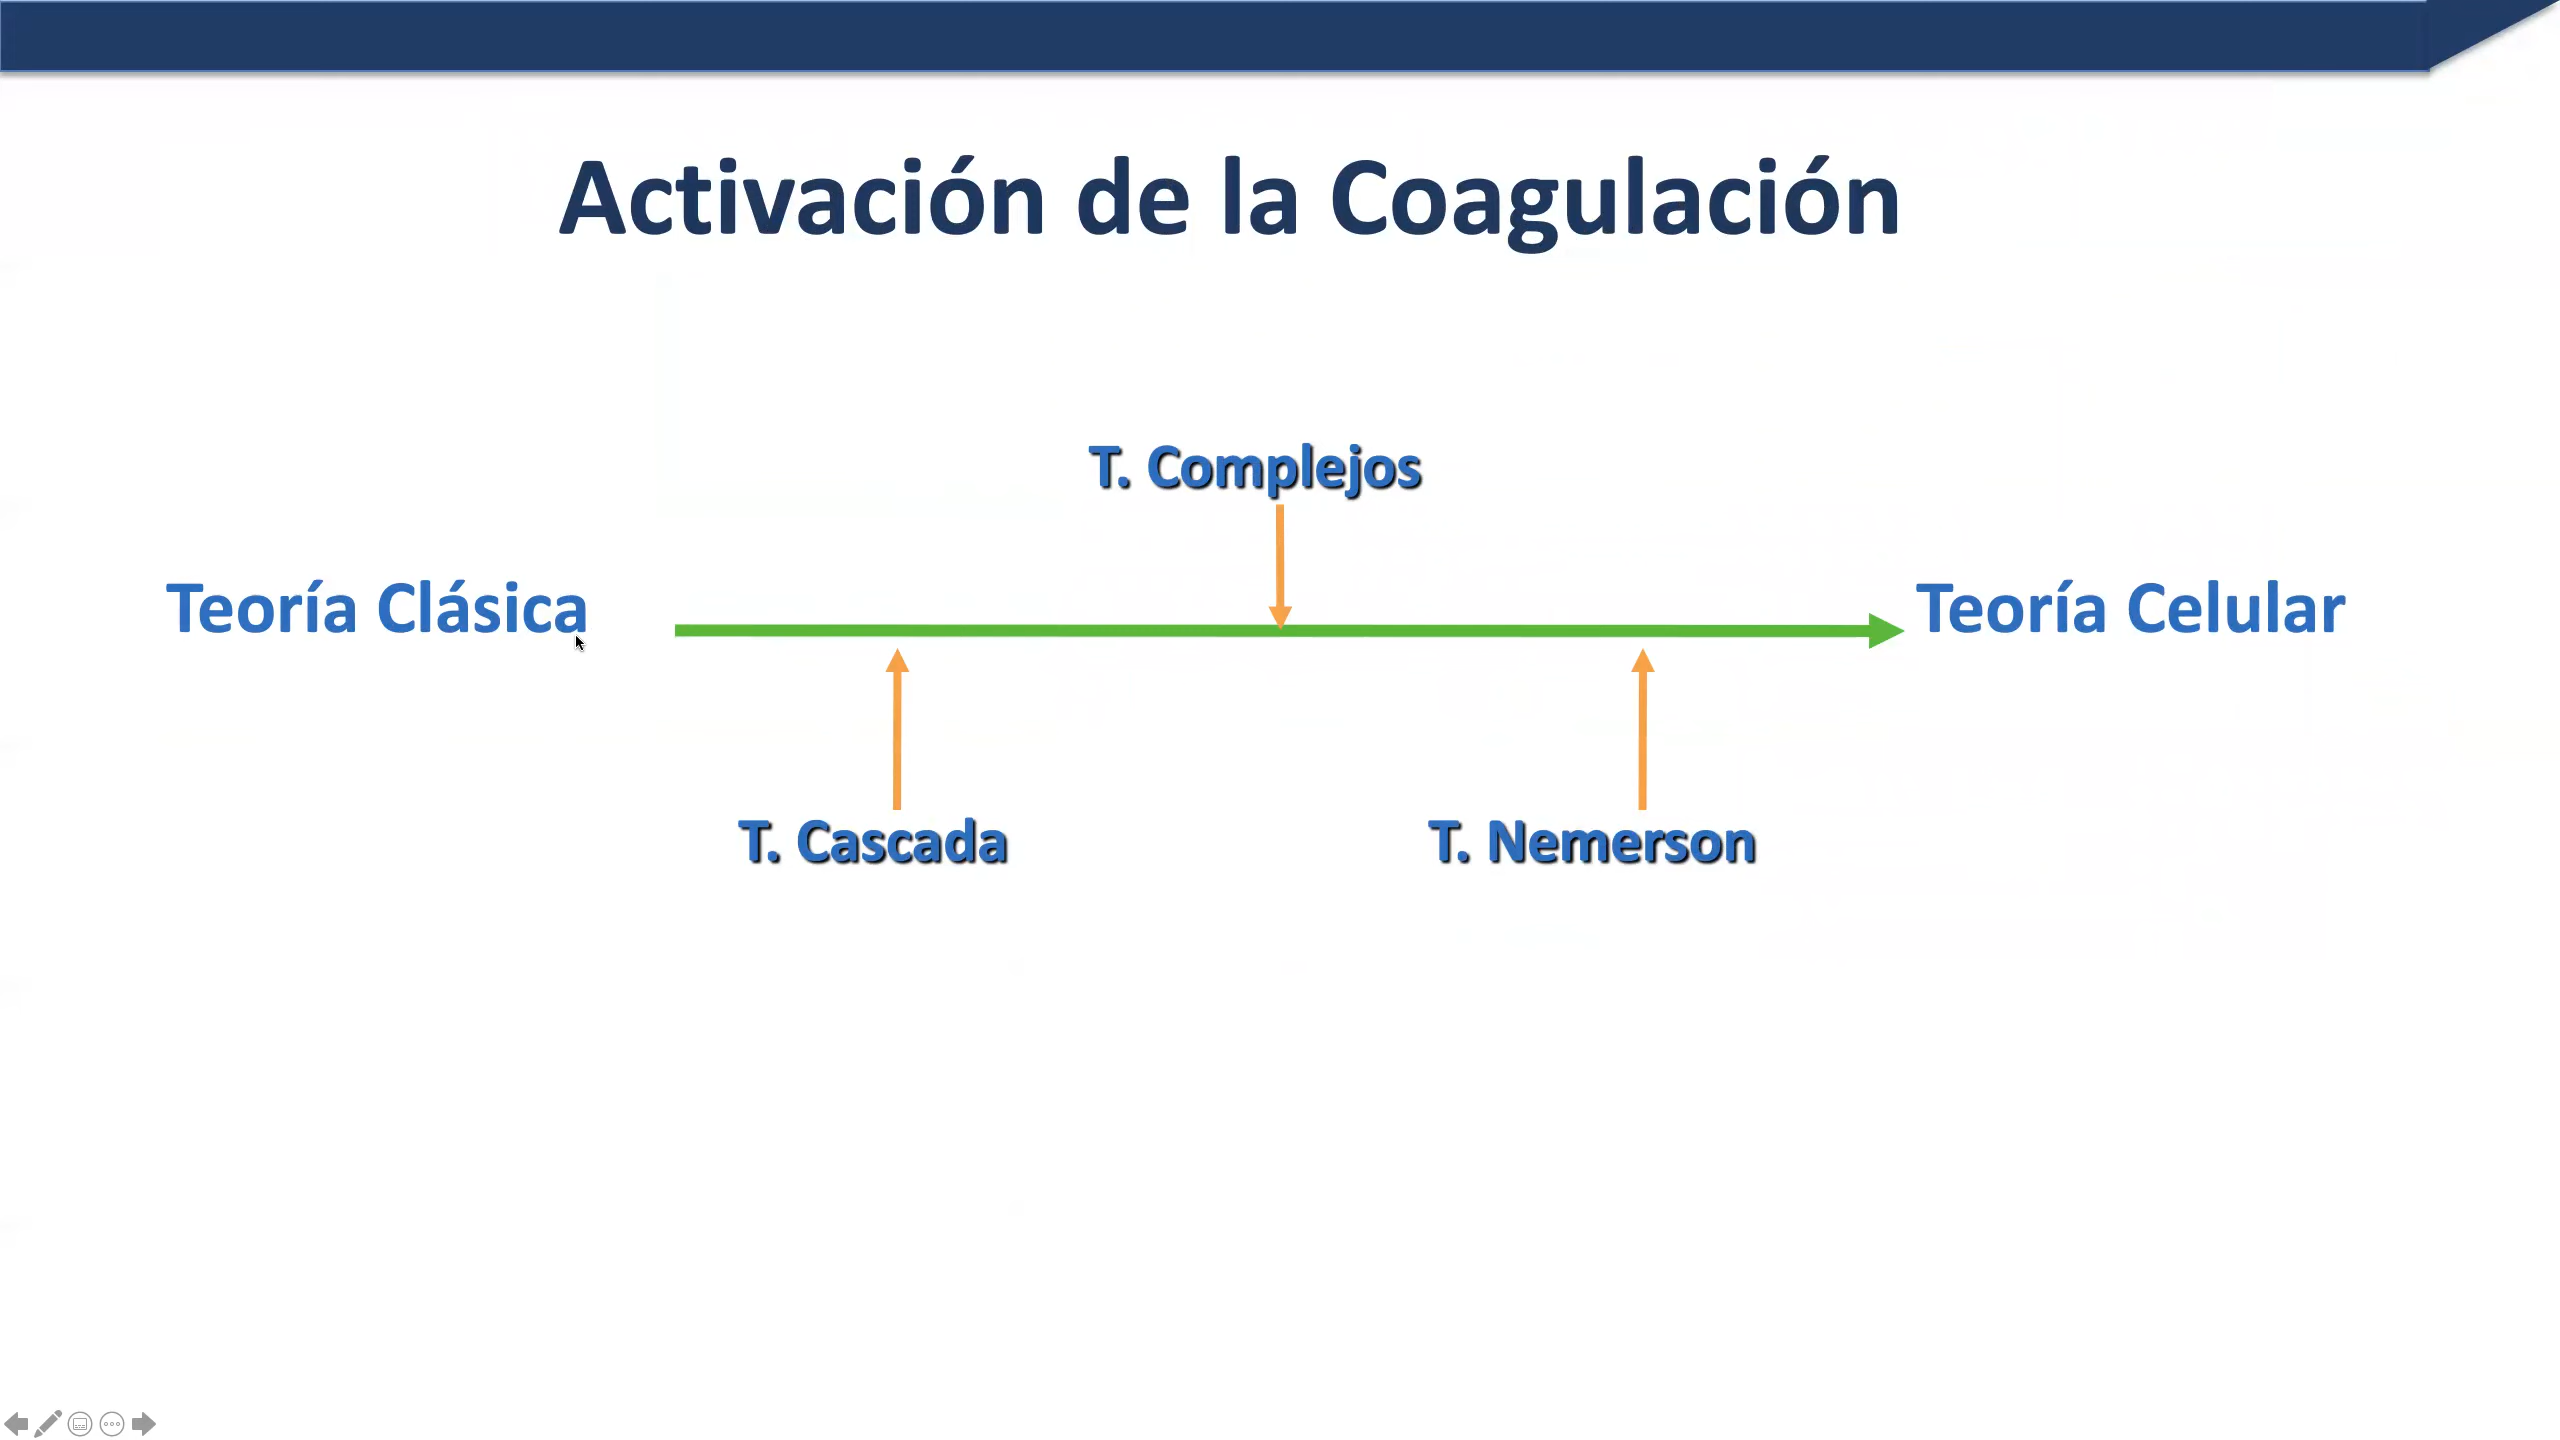 Activación de la Coagulación
T. Complejos
Teoría Clásica
Teoría Celular
T. Cascada
T. Nemerson